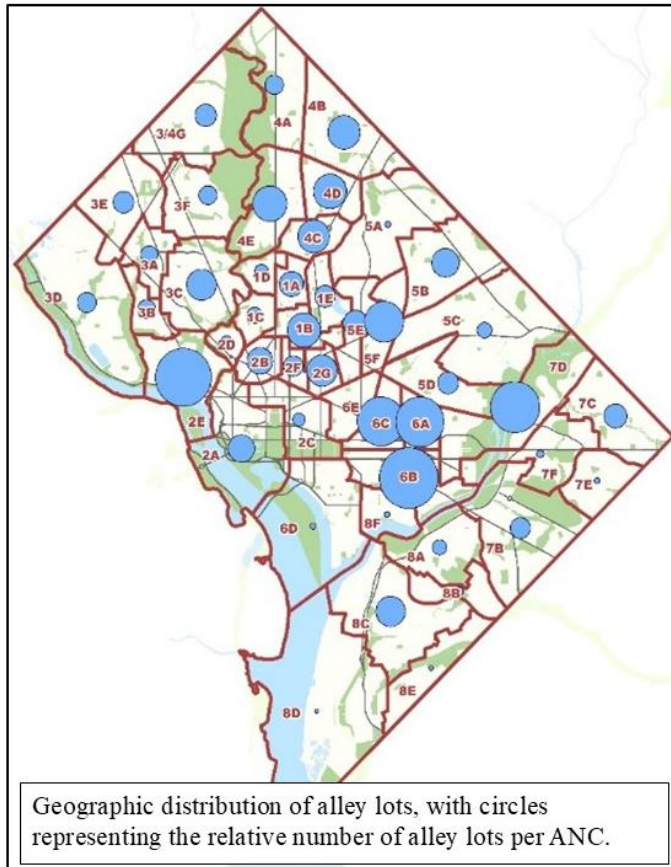 4B
4A
3/4G
4D
3E
3F
5A
4E
4C
3A
1D
5B
1A
3C
3D
1E
3B
1C
5C
1B
5E
2D
5F
2B
2F
2G
7D
5D
7C
6E
2E
6C
6A
2C
2A
6B
7F
7E
8F
6D
7B
8A
8B
8C
8E
8D
Geographic distribution of alley lots, with circles
representing the relative number of alley lots per ANC.